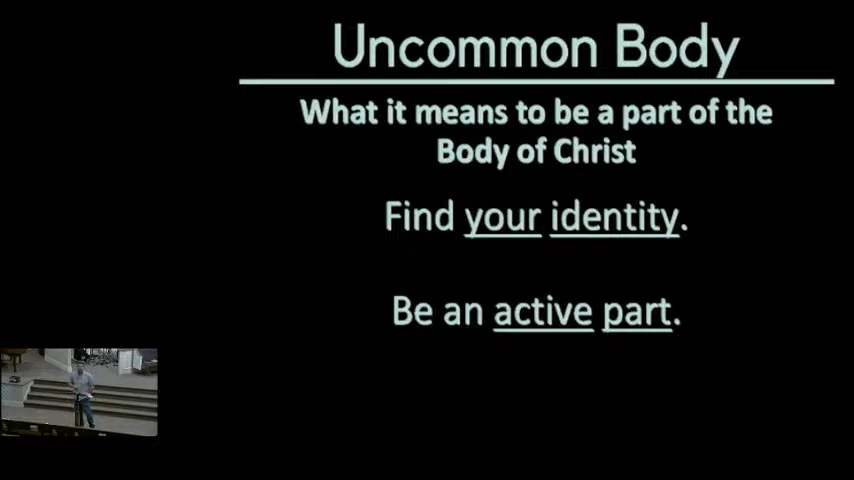 Uncommon Body
What it means to be a part of the
Body of Christ
Find your identity.
Be an active part.